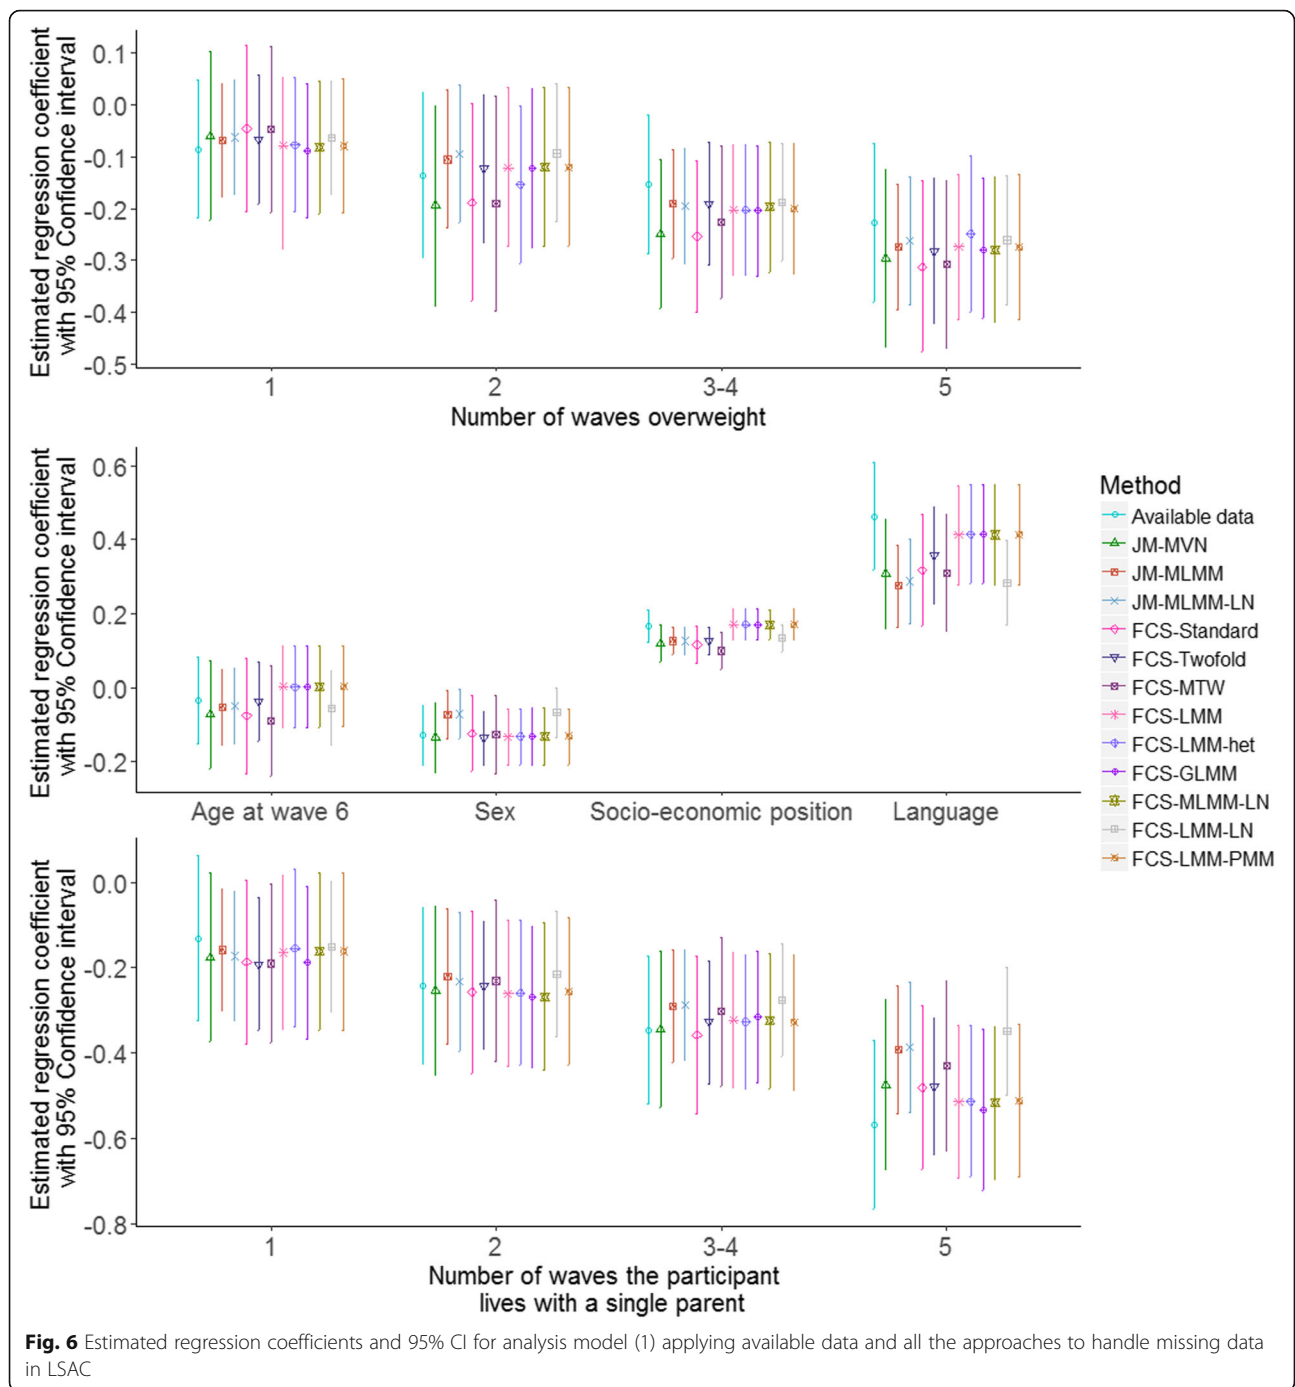 Estimated regression coefficient
with 95% Confidence interval
0.1
0.0
-0.1
-0.2
-0.3
-0.4
-0.5
1 2 3-4 5
Number of waves overweight
Estimated regression coefficient
with 95% Confidence interval
0.6
0.4
0.2
0.0
-0.2
Age at wave 6 Sex Socio-economic position Language
Method
Available data
JM-MVN
JM-MLMM
JM-MLMM-LN
FCS-Standard
FCS-Twofold
FCS-MTW
FCS-LMM
FCS-LMM-het
FCS-GLMM
FCS-MLMM-LN
FCS-LMM-LN
FCS-LMM-PMM
Estimated regression coefficient
with 95% Confidence interval
0.0
-0.2
-0.4
-0.6
-0.8
1 2 3-4 5
Number of waves the participant
lives with a single parent
Fig. 6 Estimated regression coefficients and 95% CI for analysis model (1) applying available data and all the approaches to handle missing data
in LSAC